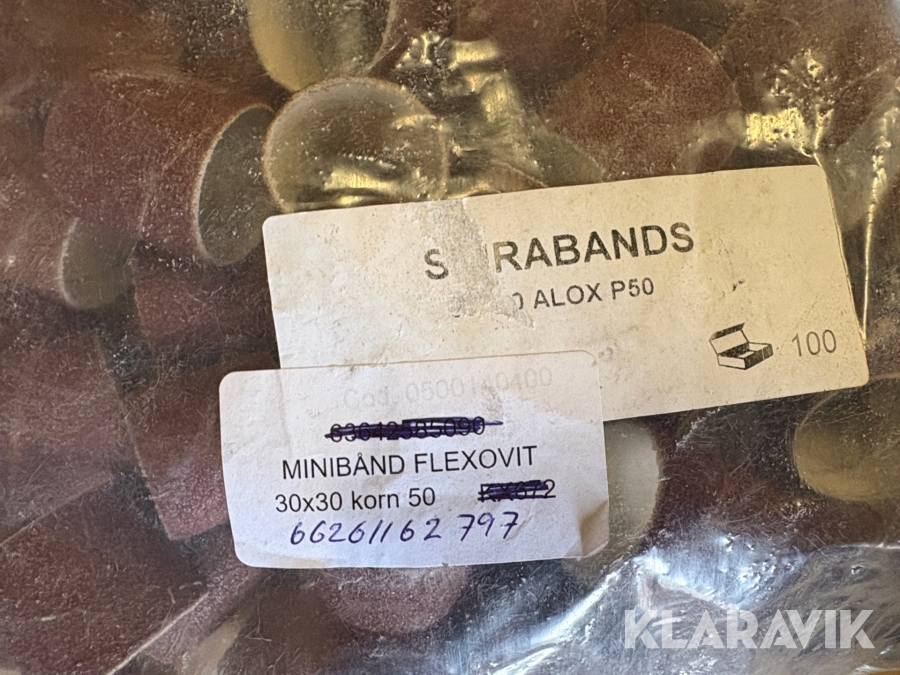 RABANDS
ALOX P50
100
MINIBÅND FLEXOVIT
30x30 korn 50
66261162797
KLARAVIK